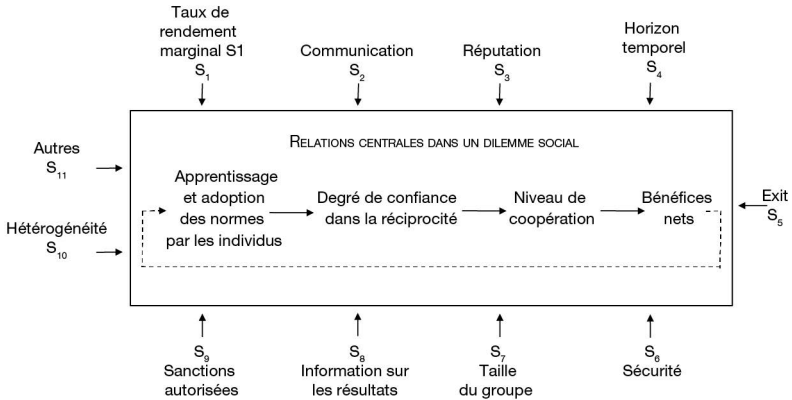 Taux de
rendement
marginal S1
S₁
Communication
S₂
Réputation
S₃
Horizon
temporel
S₄
RELATIONS CENTRALES DANS UN DILEMME SOCIAL
Autres
S₁₁
Hétérogénéité
S₁₀
Apprentissage
et adoption
des normes
par les individus
Degré de confiance
dans la réciprocité
Niveau de
coopération
Bénéfices
nets
Exit
S₅
S₉
Sanctions
autorisées
S₈
Information sur
les résultats
S₇
Taille
du groupe
S₆
Sécurité